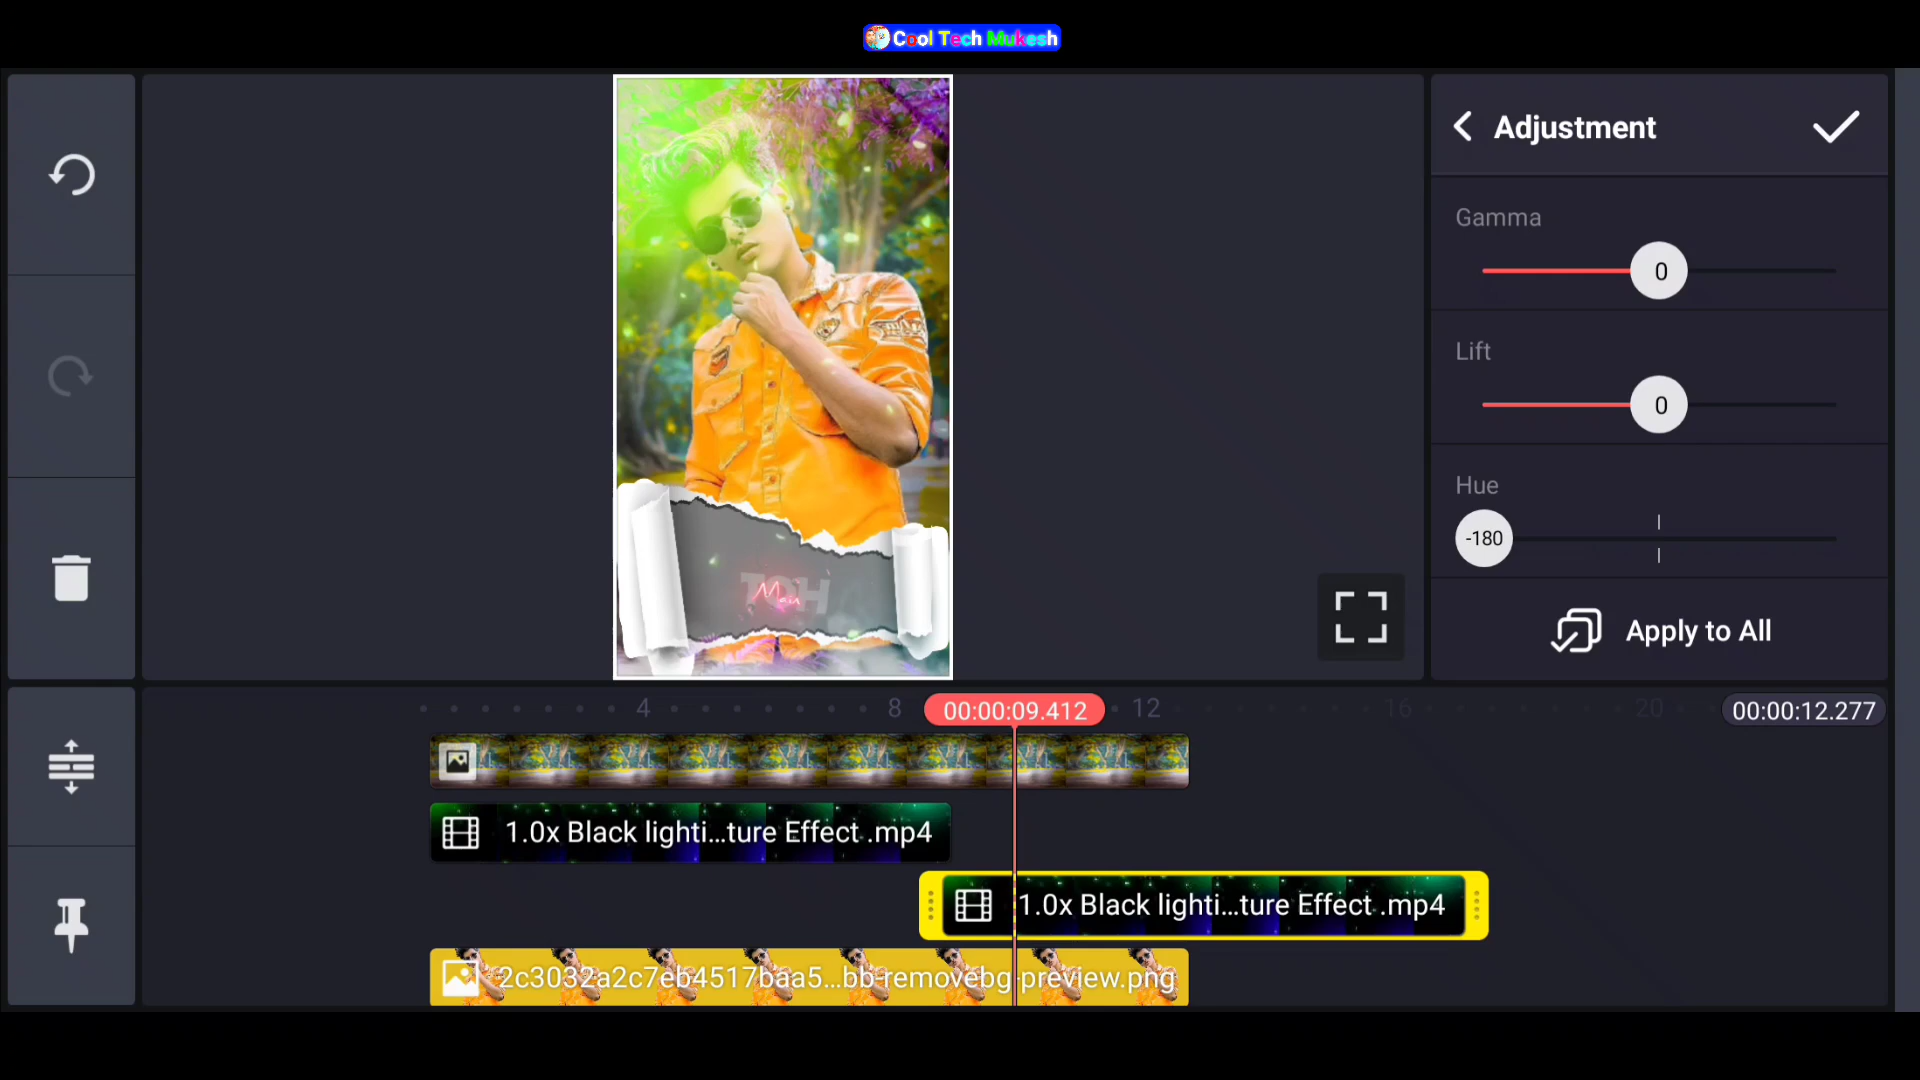 Cool Tech Mukesh
Adjustment
Gamma
0
Lift
0
Hue
-180
Apply to All
4
8
00:00:09.412
12
16
20
00:00:12.277
1.0x Black lighti...ture Effect .mp4
1.0x Black lighti...ture Effect .mp4
2c3032a2c7eb4517baa5...bb-removebg-preview.png